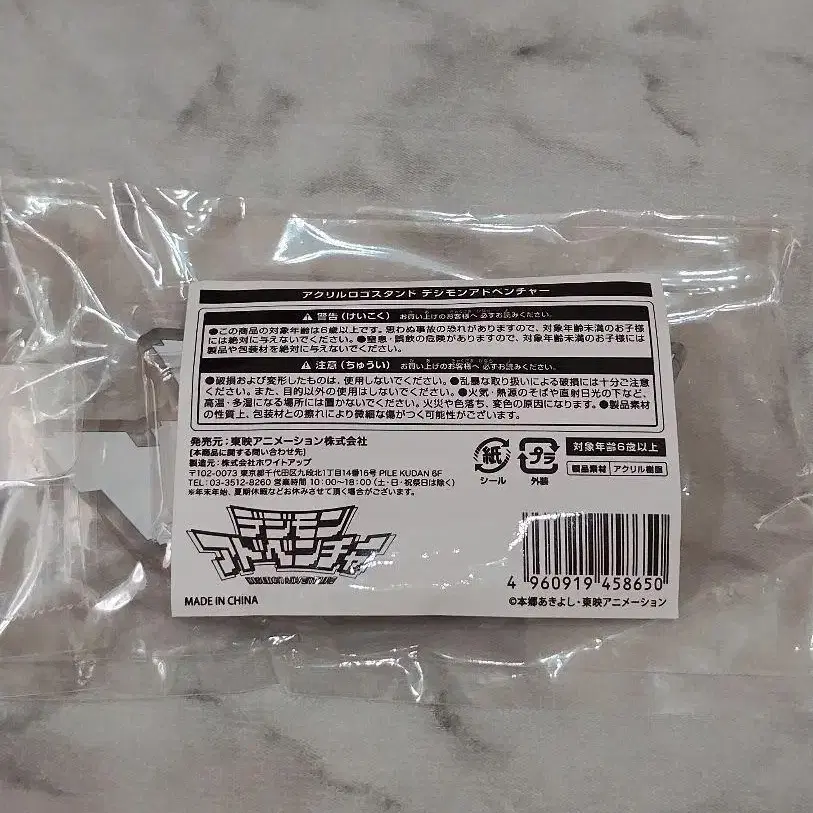 アクリルロゴスタンド デジモンアドベンチャー
⚠警告(けいこく) お買い上げのお客様へ 必ずお読みください。
●この商品の対象年齢は6歳以上です。思わぬ事故の恐れがありますので、対象年齢未満のお子様
には絶対に与えないでください。●窒息・誤飲の危険がありますので、対象年齢未満のお子様には
製品や包装材を絶対に与えないでください。
⚠注意(ちゅうい) お買い上げのお客様へ 必ずお読みください。
●破損および変形したものは、使用しないでください。●乱暴な取り扱いによる破損には十分ご注意
ください。また、目的以外の使用はしないでください。●火気・熱源のそばや直射日光の下など、
高温・多湿になる場所には置かないでください。火災や色落ち、変色の原因になります。●製品素材
の性質上、包装材との擦れにより微細な傷がつく可能性がございます。
発売元:東映アニメーション株式会社
[本商品に関する問い合わせ先]
製造元:株式会社ホワイトアップ
〒102-0073 東京都千代田区九段北1丁目14番16号 PILE KUDAN 6F
TEL:03-3512-8260 営業時間 10:00~18:00(土・日・祝祭日は除く)
※年末年始、夏期休暇などお休みさせて頂く場合がございます。
紙
シール
プラ
外装
対象年齢6歳以上
製品素材 アクリル樹脂
デジモン
アドベンチャー
DIGIMON ADVENTURE
MADE IN CHINA
4 960919 458650
©本郷あきよし・東映アニメーション